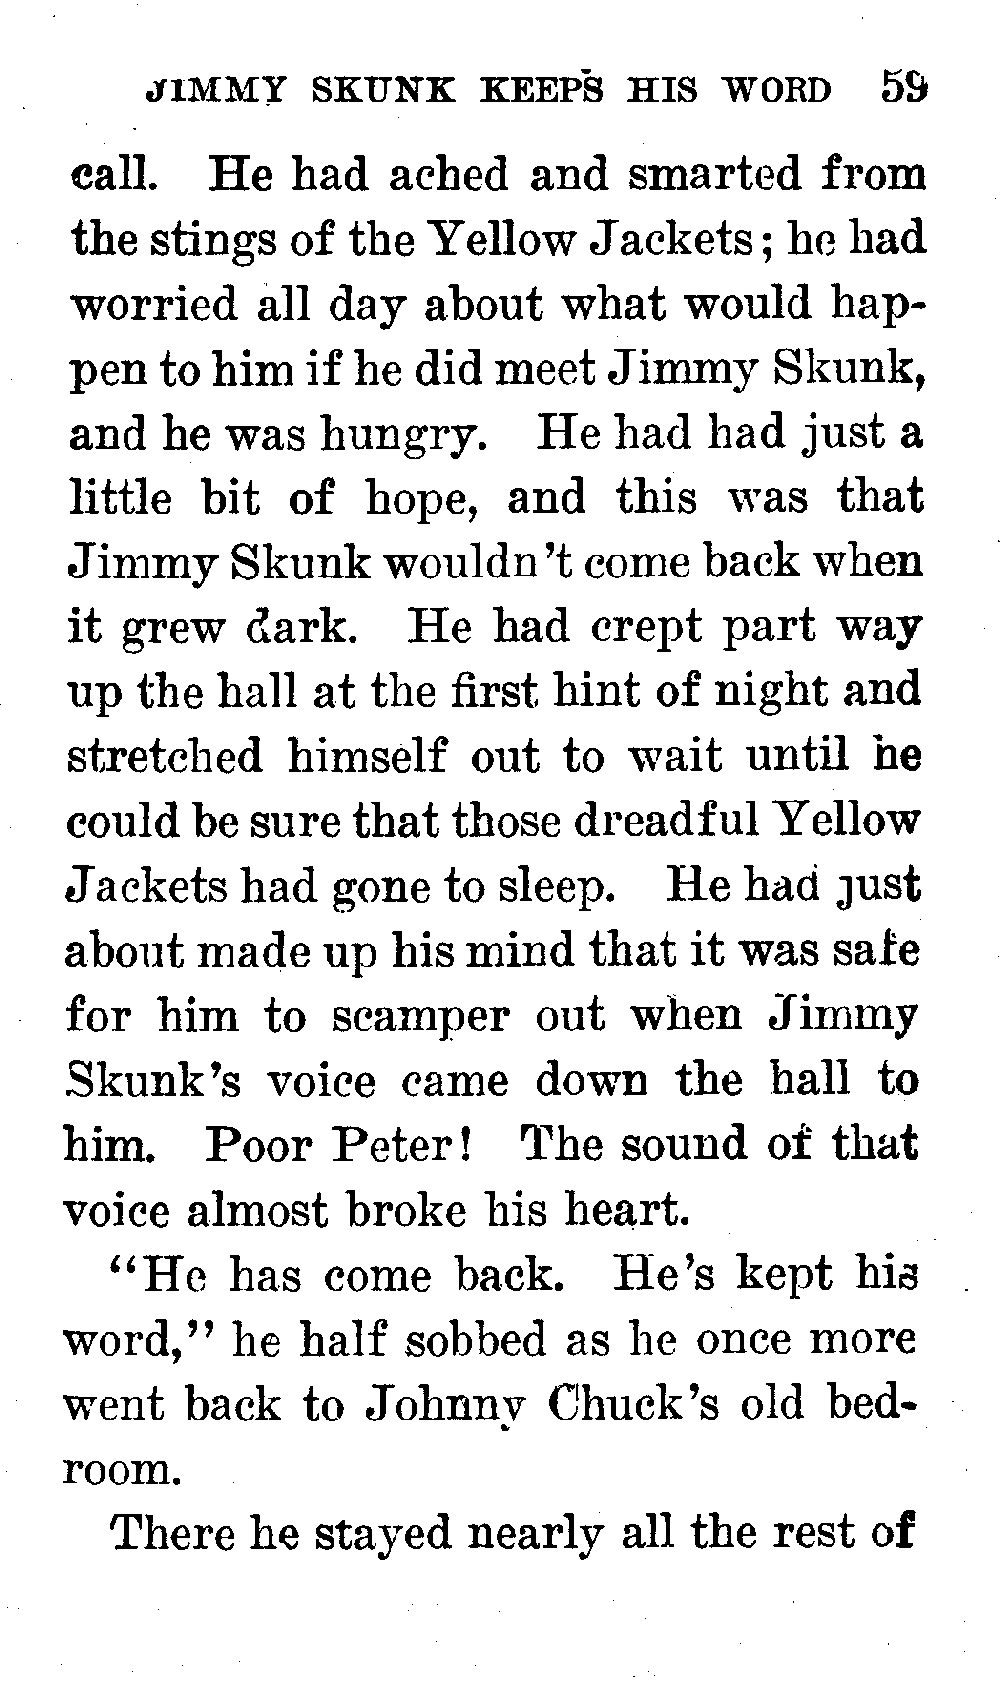 JIMMY SKUNK KEEPS HIS WORD 59
call. He had ached and smarted from
the stings of the Yellow Jackets; he had
worried all day about what would hap-
pen to him if he did meet Jimmy Skunk,
and he was hungry. He had had just a
little bit of hope, and this was that
Jimmy Skunk wouldn't come back when
it grew dark. He had crept part way
up the hall at the first hint of night and
stretched himself out to wait until he
could be sure that those dreadful Yellow
Jackets had gone to sleep. He had just
about made up his mind that it was safe
for him to scamper out when Jimmy
Skunk's voice came down the hall to
him. Poor Peter! The sound of that
voice almost broke his heart.
"He has come back. He's kept his
word," he half sobbed as he once more
went back to Johnny Chuck's old bed-
room.
There he stayed nearly all the rest of